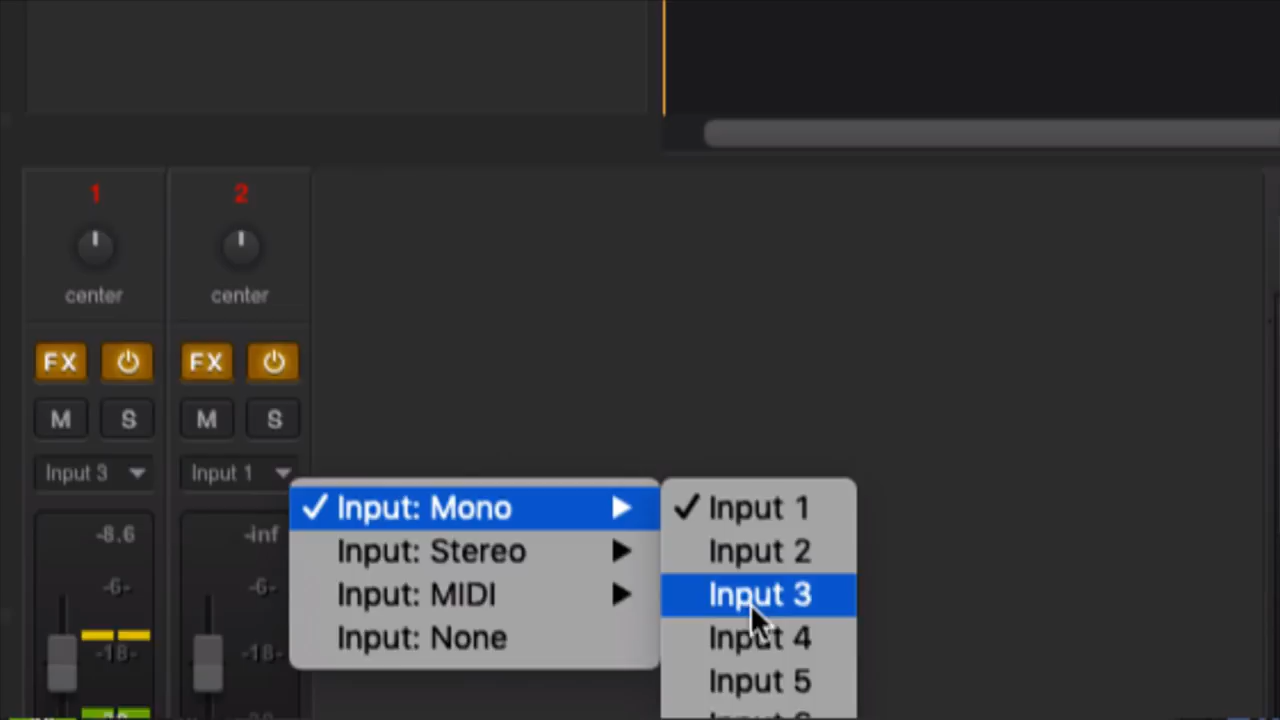 1
2
center
center
FX
FX
M S
M S
Input 3
Input 1
-8.6
-inf
-6-
-6-
-18-
-18-
✓ Input: Mono ▶
Input: Stereo ▶
Input: MIDI ▶
Input: None
✓ Input 1
Input 2
Input 3
Input 4
Input 5